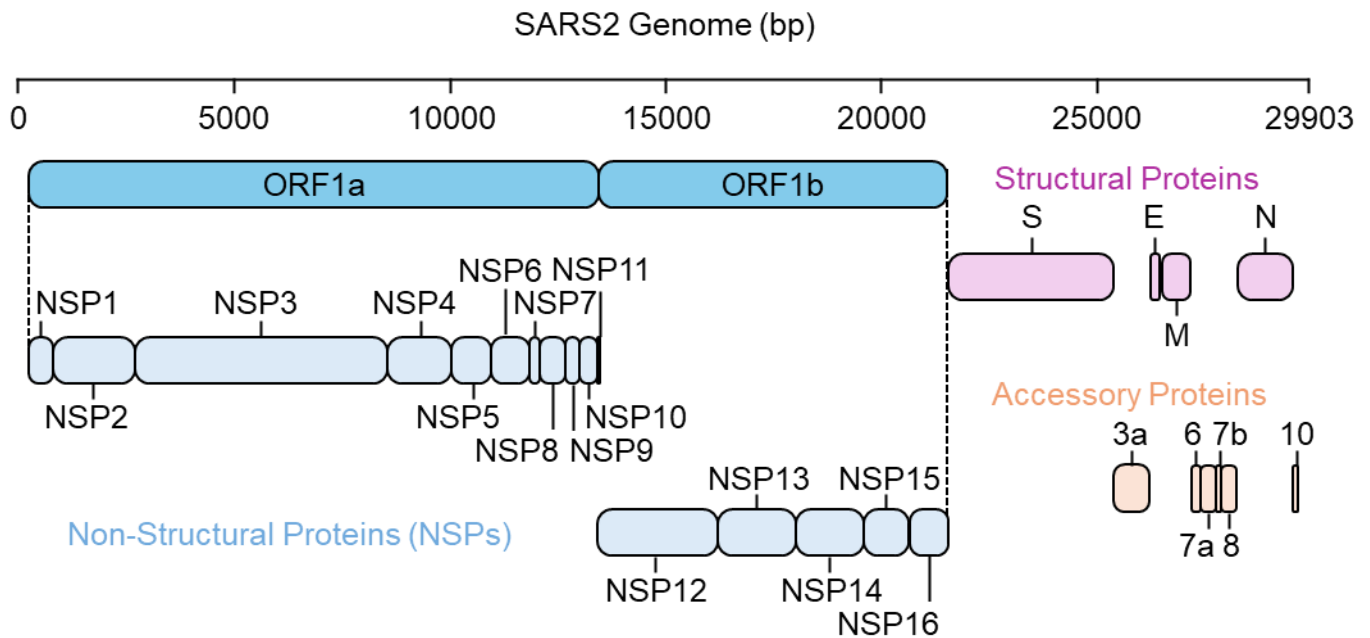 SARS2 Genome (bp)
0 5000 10000 15000 20000 25000 29903
ORF1a ORF1b
Structural Proteins
S E N
M
NSP6 NSP11
NSP1 NSP3 NSP4 NSP7
NSP2 NSP5 NSP10
NSP8 NSP9
Accessory Proteins
3a 6 7b 10
7a 8
NSP13 NSP15
Non-Structural Proteins (NSPs)
NSP12 NSP14
NSP16